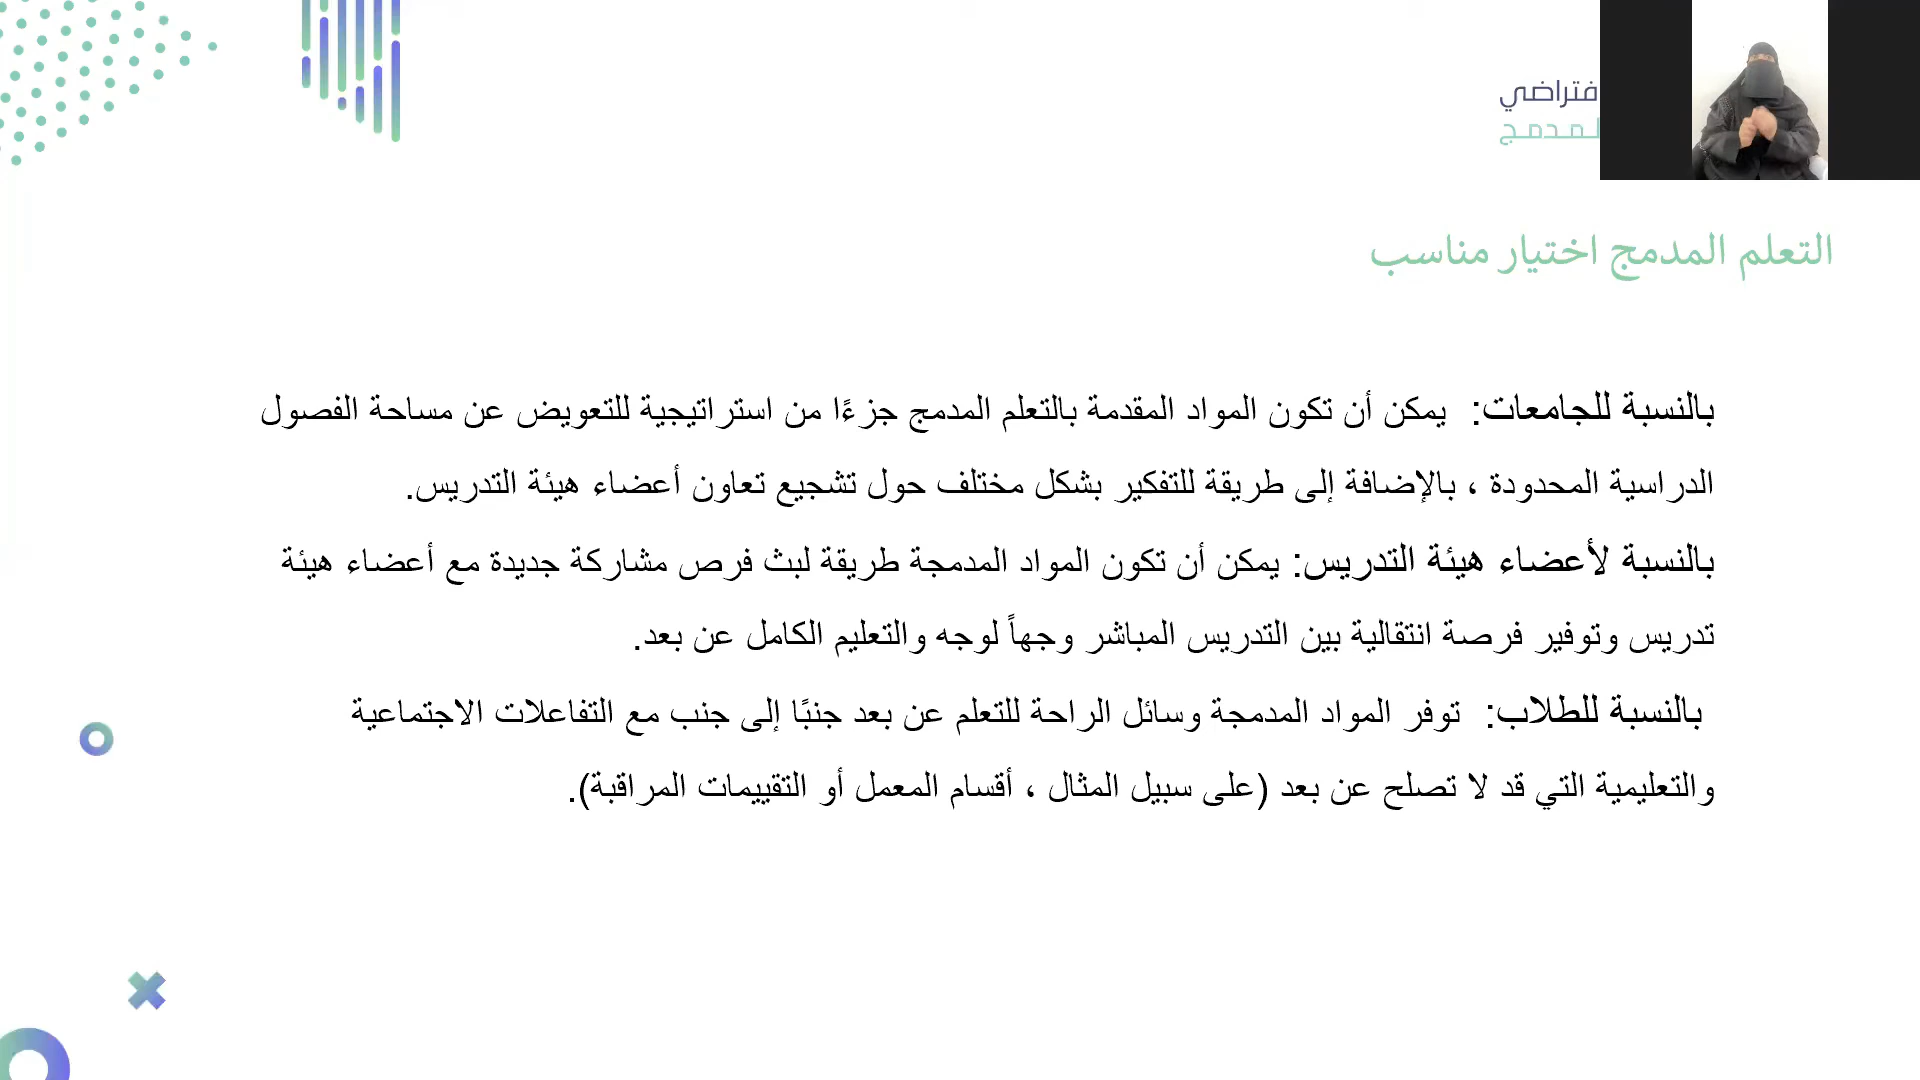 فتراضي
لمدمج
التعلم المدمج اختيار مناسب
بالنسبة للجامعات: يمكن أن تكون المواد المقدمة بالتعلم المدمج جزءًا من استراتيجية للتعويض عن مساحة الفصول
الدراسية المحدودة ، بالإضافة إلى طريقة للتفكير بشكل مختلف حول تشجيع تعاون أعضاء هيئة التدريس.
بالنسبة لأعضاء هيئة التدريس: يمكن أن تكون المواد المدمجة طريقة لبث فرص مشاركة جديدة مع أعضاء هيئة
تدريس وتوفير فرصة انتقالية بين التدريس المباشر وجهاً لوجه والتعليم الكامل عن بعد.
بالنسبة للطلاب: توفر المواد المدمجة وسائل الراحة للتعلم عن بعد جنبًا إلى جنب مع التفاعلات الاجتماعية
والتعليمية التي قد لا تصلح عن بعد (على سبيل المثال ، أقسام المعمل أو التقييمات المراقبة).